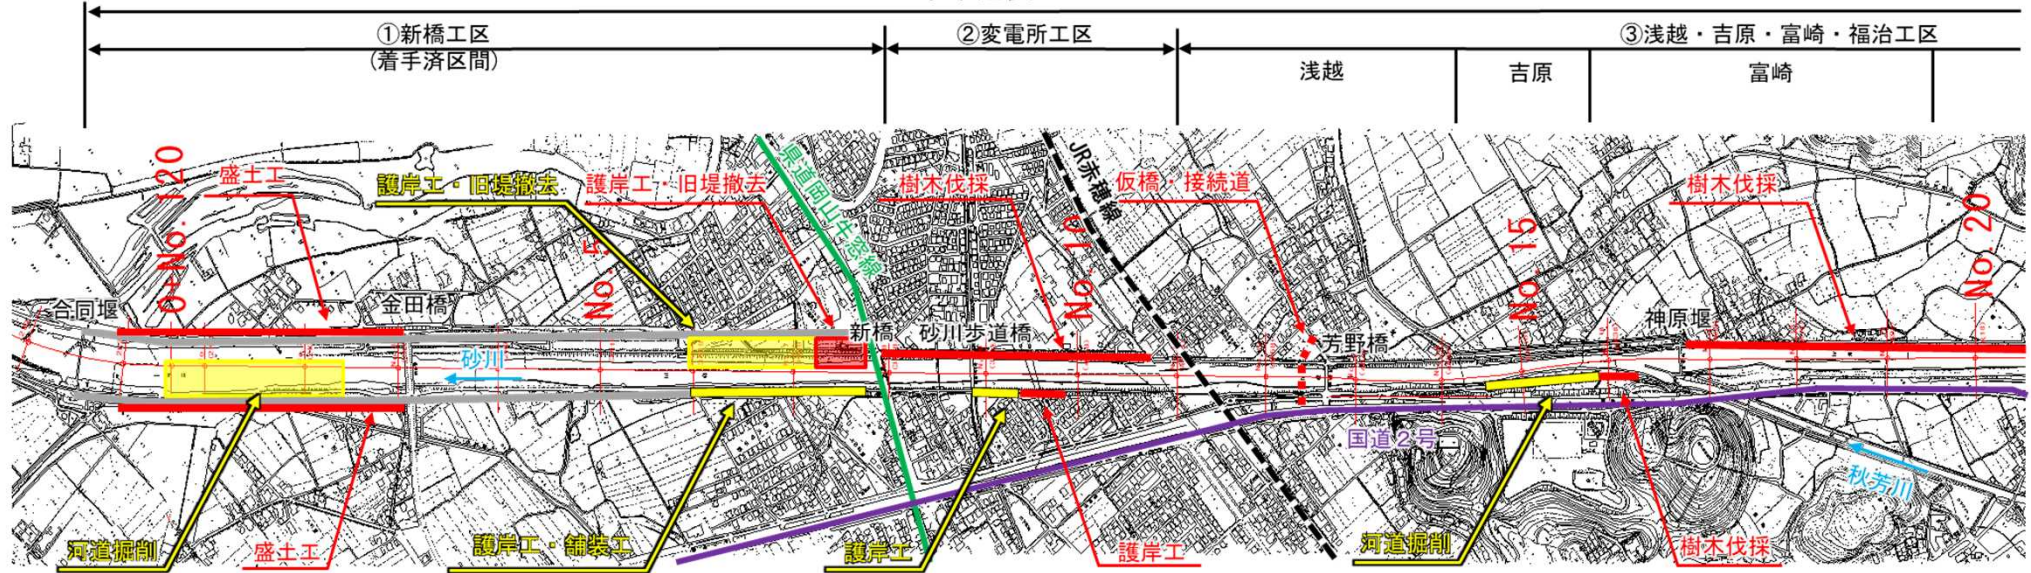 ①新橋工区
(着手済区間)
②変電所工区
③浅越・吉原・富崎・福治工区
浅越
吉原
富崎
O+No.120
盛土工
護岸工・旧堤撤去
護岸工・旧堤撤去
県道岡山牛窓線
樹木伐採
JR赤穂線
仮橋・接続道
樹木伐採
No.5
No.10
No.15
No.20
合同堰
金田橋
新橋
砂川歩道橋
芳野橋
神原堰
砂川
国道2号
秋芳川
河道掘削
盛土工
護岸工・舗装工
護岸工
護岸工
河道掘削
樹木伐採